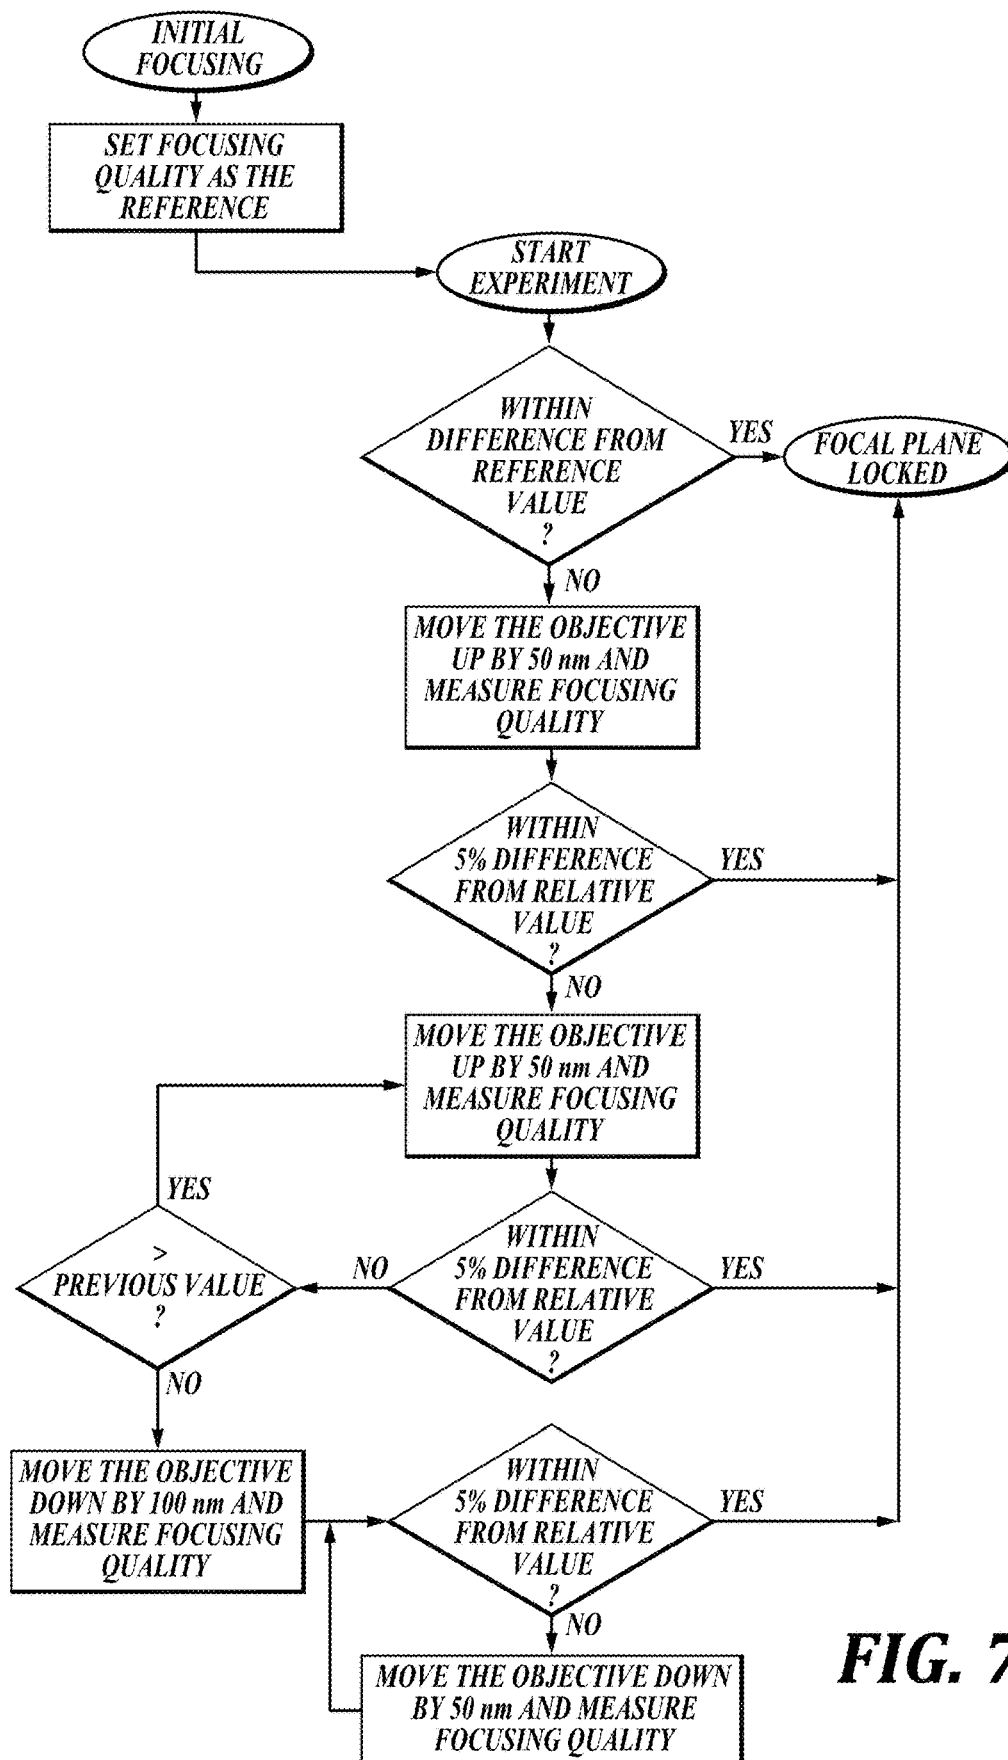 INITIAL
FOCUSING
SET FOCUSING
QUALITY AS THE
REFERENCE
START
EXPERIMENT
WITHIN
DIFFERENCE FROM
REFERENCE
VALUE
?
YES
FOCAL PLANE
LOCKED
NO
MOVE THE OBJECTIVE
UP BY 50 nm AND
MEASURE FOCUSING
QUALITY
WITHIN
5% DIFFERENCE
FROM RELATIVE
VALUE
?
YES
NO
MOVE THE OBJECTIVE
UP BY 50 nm AND
MEASURE FOCUSING
QUALITY
YES
>
PREVIOUS VALUE
?
NO
WITHIN
5% DIFFERENCE
FROM RELATIVE
VALUE
?
YES
NO
MOVE THE OBJECTIVE
DOWN BY 100 nm AND
MEASURE FOCUSING
QUALITY
WITHIN
5% DIFFERENCE
FROM RELATIVE
VALUE
?
YES
NO
MOVE THE OBJECTIVE DOWN
BY 50 nm AND MEASURE
FOCUSING QUALITY
FIG. 7